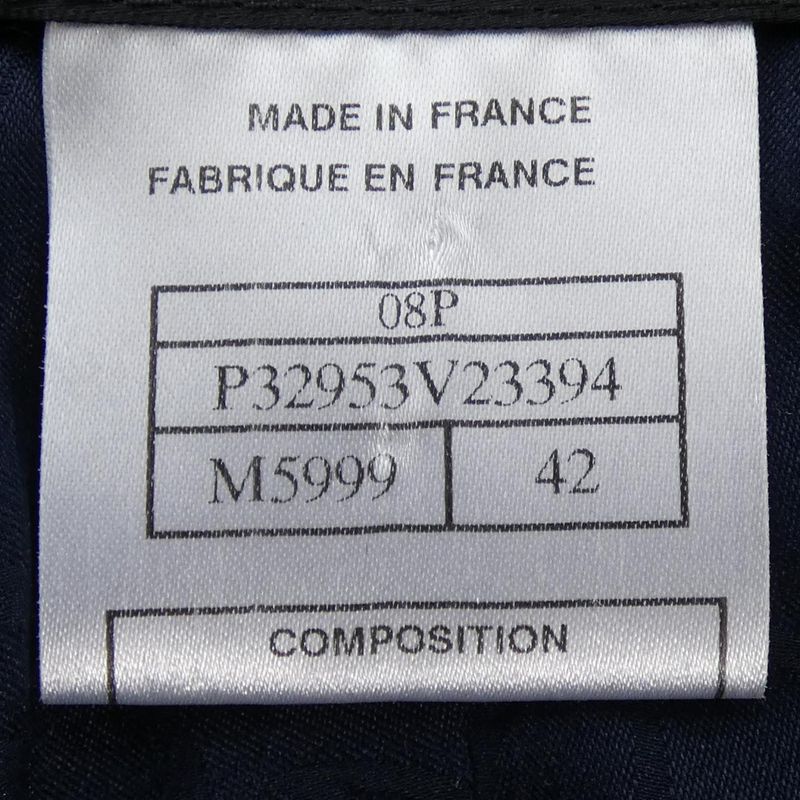 MADE IN FRANCE
FABRIQUE EN FRANCE
08P
P32953V23394
M5999 42
COMPOSITION